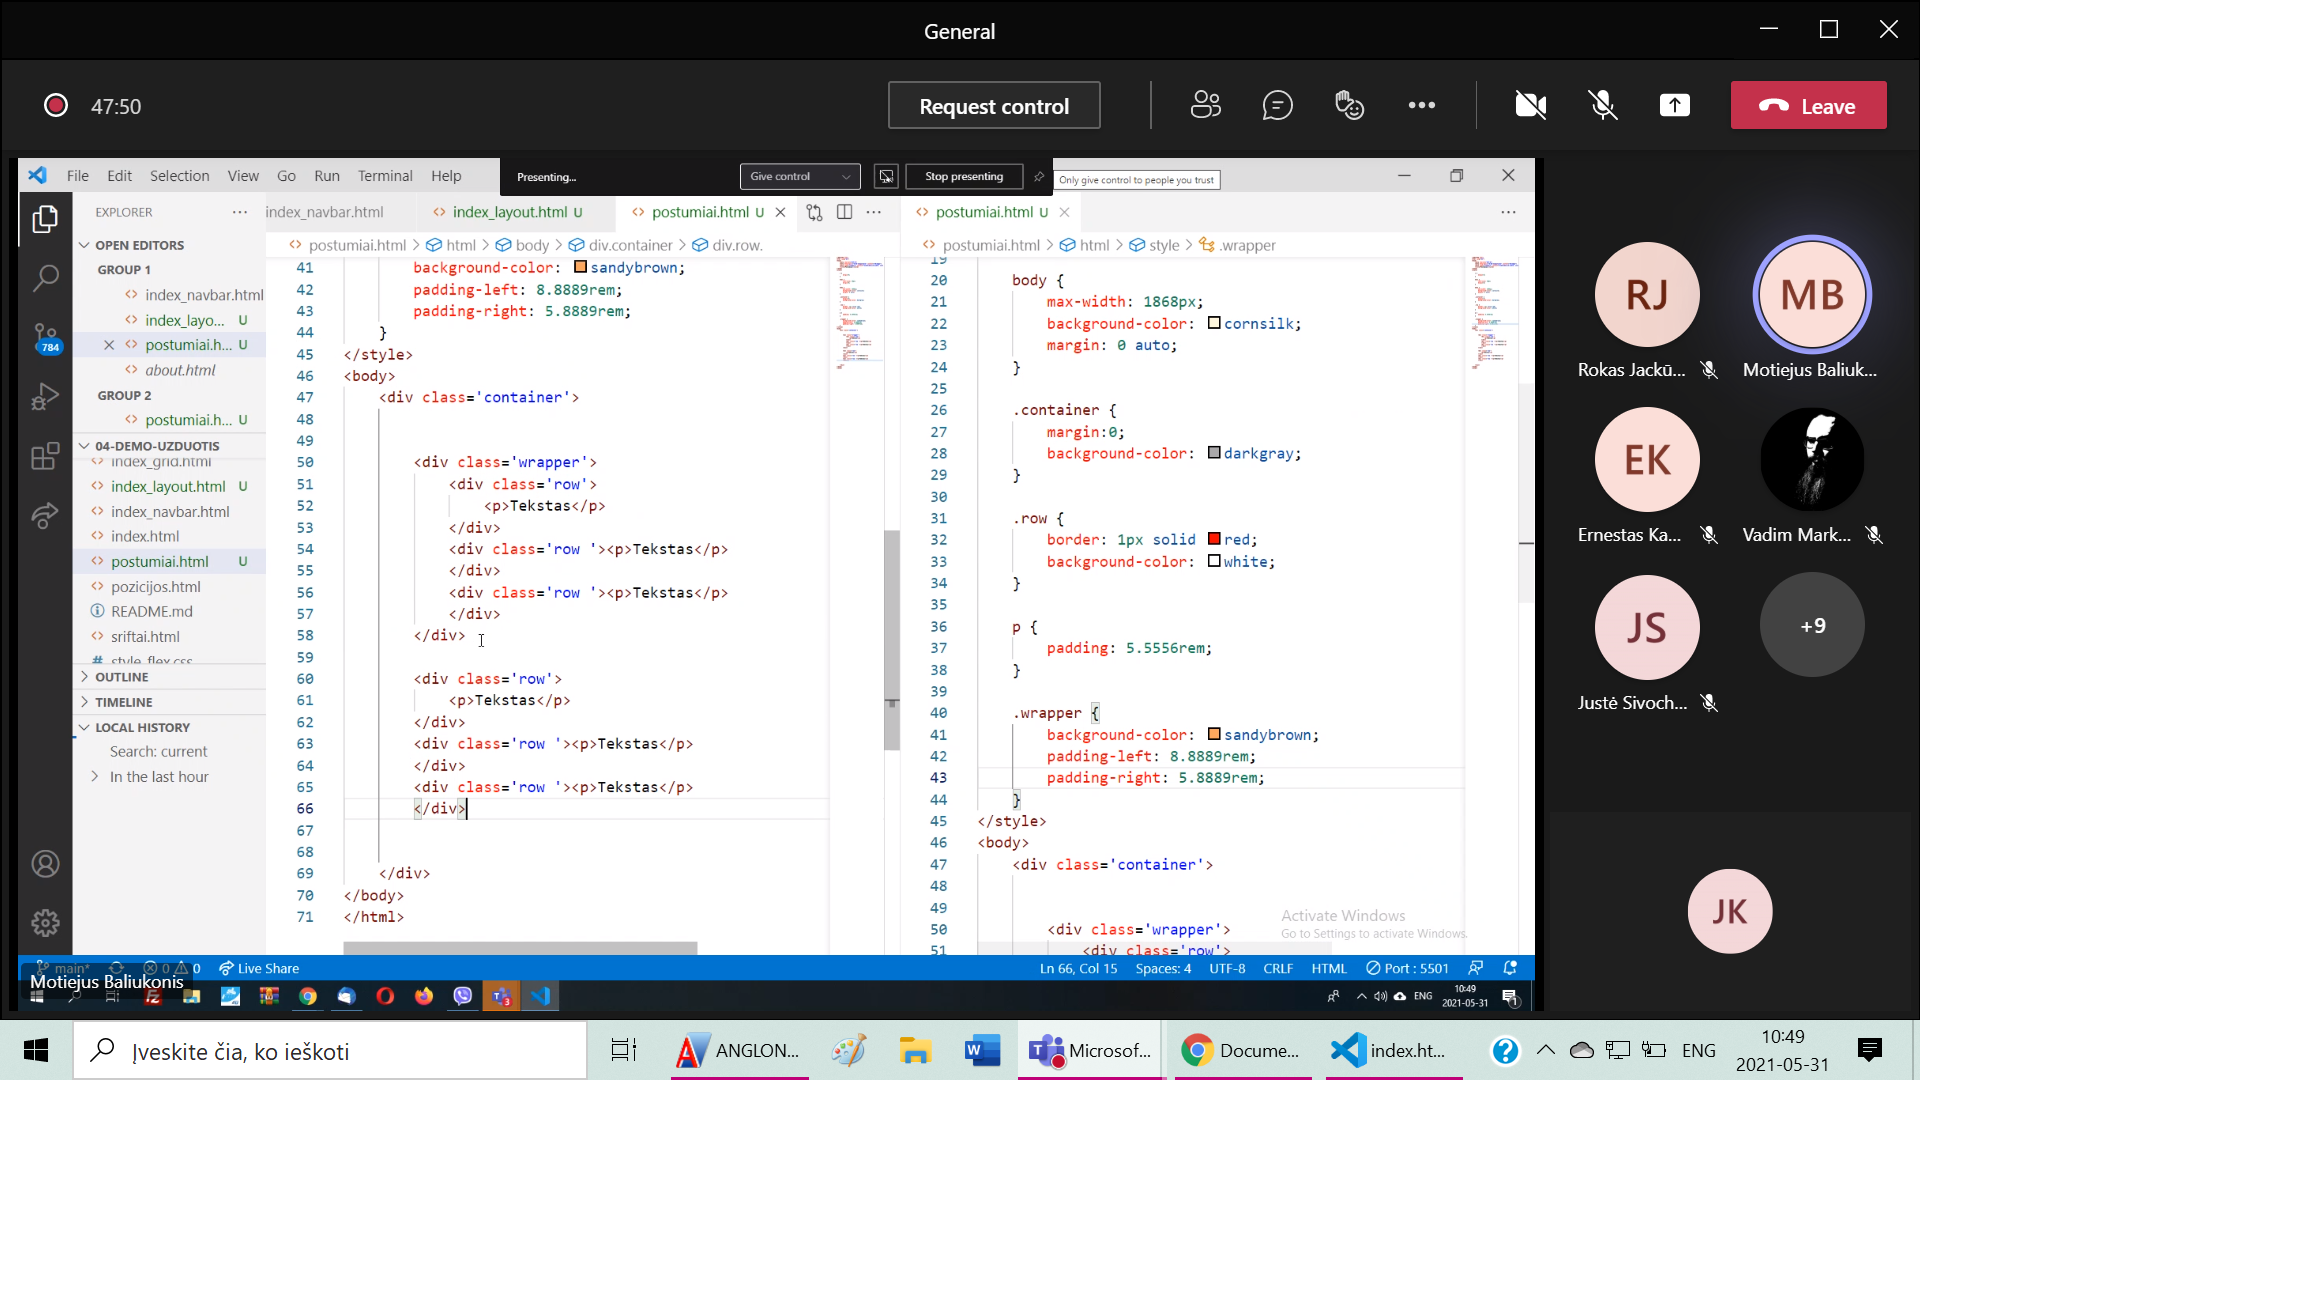 General
47:50
Request control
Leave
File Edit Selection View Go Run Terminal Help
Presenting...
Give control
Stop presenting
Only give control to people you trust
EXPLORER
OPEN EDITORS
GROUP 1
index_navbar.html
index_layo... U
postumiai.h... U
about.html
GROUP 2
postumiai.h... U
04-DEMO-UZDUOTIS
index_grid.html
index_layout.html U
index_navbar.html
index.html
postumiai.html U
pozicijos.html
README.md
sriftai.html
style_flex.css
OUTLINE
TIMELINE
LOCAL HISTORY
Search: current
In the last hour
784
index_navbar.html
index_layout.html U
postumiai.html U
postumiai.html > html > body > div.container > div.row.
41 background-color: sandybrown;
42 padding-left: 8.8889rem;
43 padding-right: 5.8889rem;
44 }
45 </style>
46 <body>
47 <div class='container'>
48
49
50 <div class='wrapper'>
51 <div class='row'>
52 <p>Tekstas</p>
53 </div>
54 <div class='row '><p>Tekstas</p>
55 </div>
56 <div class='row '><p>Tekstas</p>
57 </div>
58 </div>
59
60 <div class='row'>
61 <p>Tekstas</p>
62 </div>
63 <div class='row '><p>Tekstas</p>
64 </div>
65 <div class='row '><p>Tekstas</p>
66 </div>
67
68
69 </div>
70 </body>
71 </html>
postumiai.html U
postumiai.html > html > style > .wrapper
19
20 body {
21 max-width: 1868px;
22 background-color: cornsilk;
23 margin: 0 auto;
24 }
25
26 .container {
27 margin:0;
28 background-color: darkgray;
29 }
30
31 .row {
32 border: 1px solid red;
33 background-color: white;
34 }
35
36 p {
37 padding: 5.5556rem;
38 }
39
40 .wrapper {
41 background-color: sandybrown;
42 padding-left: 8.8889rem;
43 padding-right: 5.8889rem;
44 }
45 </style>
46 <body>
47 <div class='container'>
48
49
50 <div class='wrapper'>
51 <div class='row'>
Activate Windows
Go to Settings to activate Windows.
main* 0 0 Live Share
Ln 66, Col 15 Spaces: 4 UTF-8 CRLF HTML Port : 5501
Motiejus Baliukonis
ENG
10:49
2021-05-31
1
RJ
Rokas Jackū...
MB
Motiejus Baliuk...
EK
Ernestas Ka...
Vadim Mark...
JS
Justė Sivoch...
+9
JK
Įveskite čia, ko ieškoti
ANGLON...
Microsof...
Docume...
index.ht...
ENG
10:49
2021-05-31